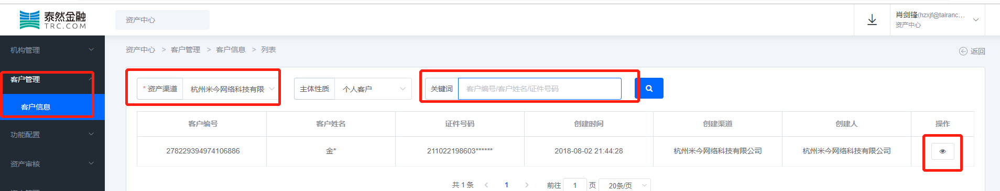 泰然金融
TRC.COM
资产中心
肖剑锋(hzxjf@tairanc...
资产中心
机构管理
客户管理
客户信息
功能配置
资产审核
资产中心 > 客户管理 > 客户信息 > 列表
返回
* 资产渠道 杭州米今网络科技有限 主体性质 个人客户 关键词 客户编号/客户姓名/证件号码
客户编号 客户姓名 证件号码 创建时间 创建渠道 创建人 操作
278229394974106886 金* 211022198603****** 2018-08-02 21:44:28 杭州米今网络科技有限公司 杭州米今网络科技有限公司
共 1 条 < 1 > 前往 1 页 20条/页